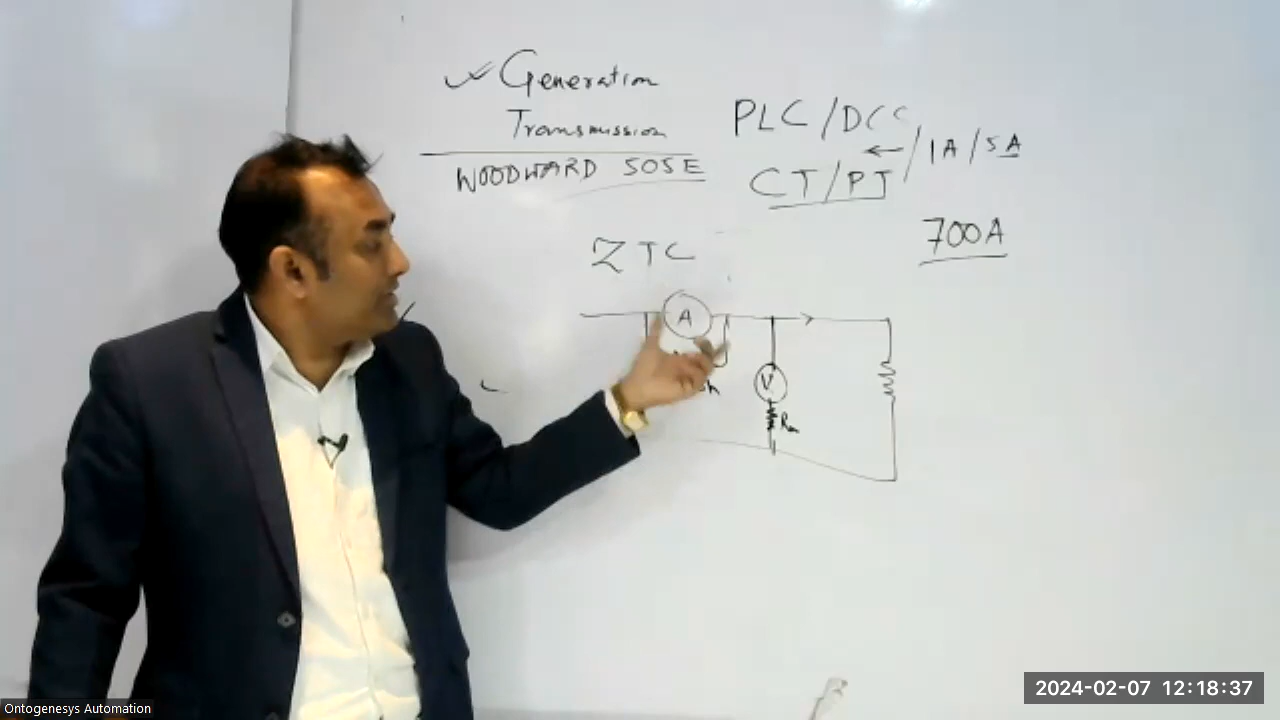 Generation
Transmission
WOODWARD 505E
PLC/DCS
CT/PT
1A/5A
700A
ZTC
A
V
2024-02-07 12:18:37
Ontogenesys Automation